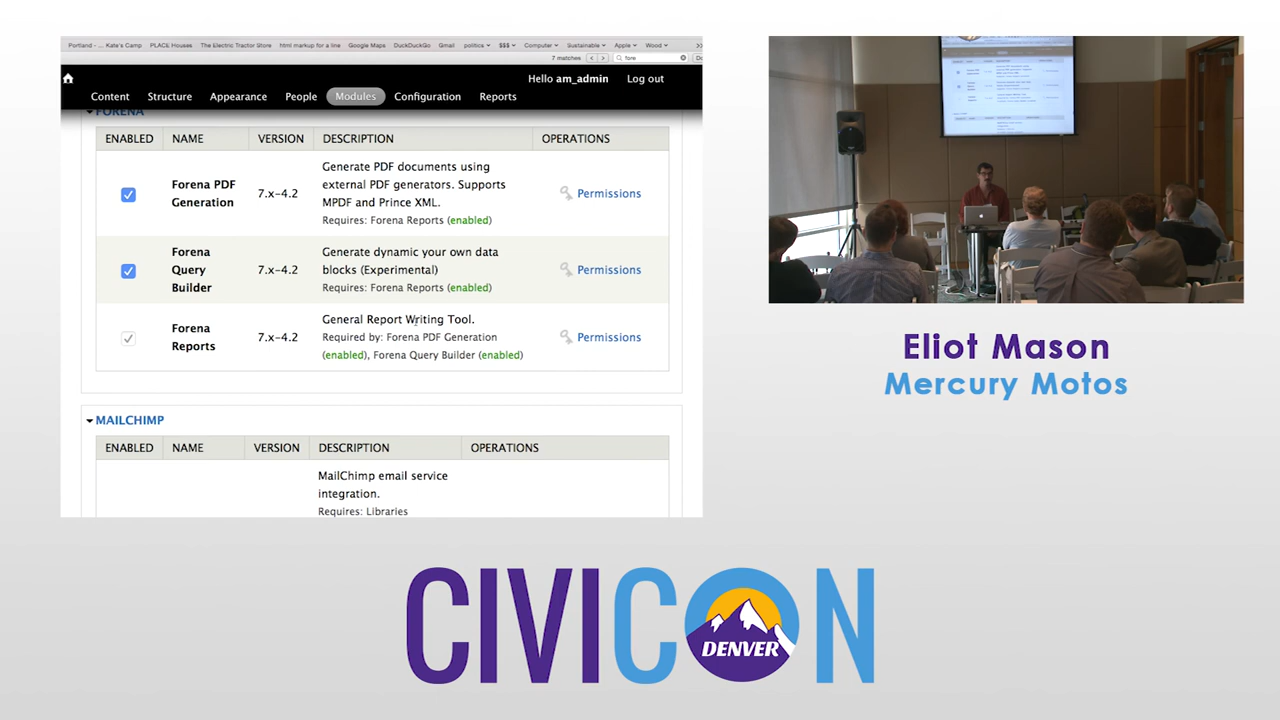 Portland - ... Kate's Camp PLACE Houses The Electric Tractor Store html markup for a line Google Maps DuckDuckGo Gmail politics $$$ Computer Sustainable Apple Wood
7 matches fore
Hello am_admin Log out
Modules
FORENA
ENABLED NAME VERSION DESCRIPTION OPERATIONS
Forena PDF Generation 7.x-4.2 Generate PDF documents using
external PDF generators. Supports
MPDF and Prince XML.
Requires: Forena Reports (enabled)
Permissions
Forena Query Builder 7.x-4.2 Generate dynamic your own data
blocks (Experimental)
Requires: Forena Reports (enabled)
Permissions
Forena Reports 7.x-4.2 General Report Writing Tool.
Required by: Forena PDF Generation
(enabled), Forena Query Builder (enabled)
Permissions
MAILCHIMP
ENABLED NAME VERSION DESCRIPTION OPERATIONS
MailChimp email service
integration.
Requires: Libraries
Eliot Mason
Mercury Motos
CIVICON
DENVER